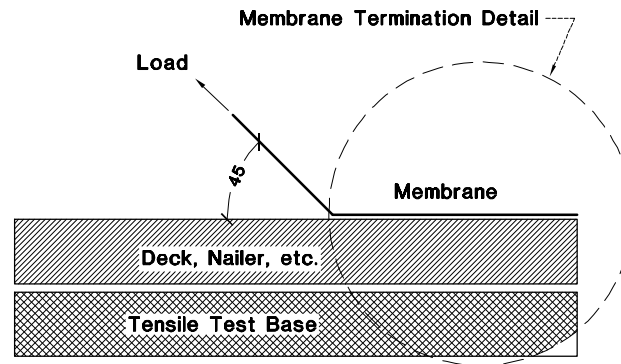 Membrane Termination Detail
Load
45
Membrane
Deck, Nailer, etc.
Tensile Test Base